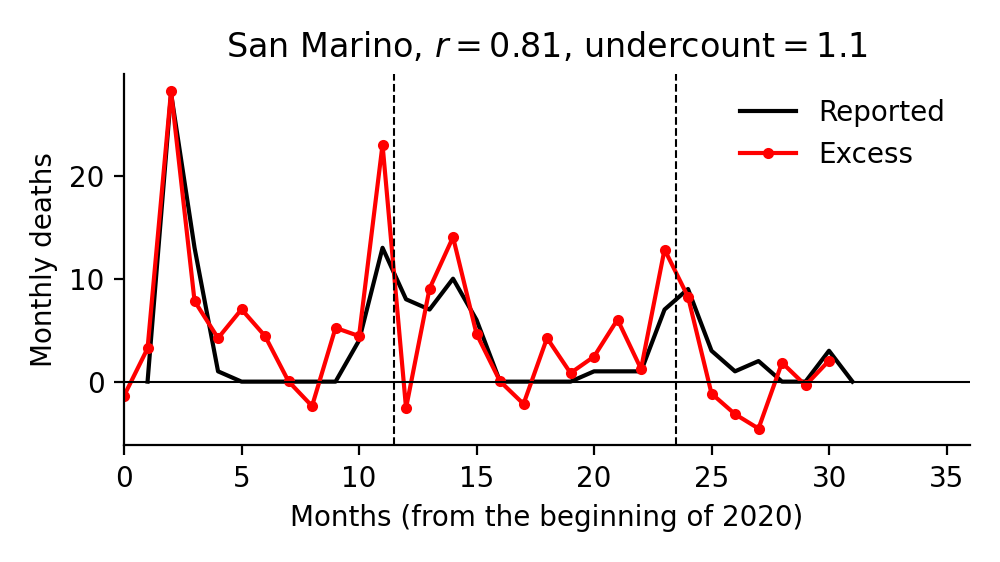 San Marino, r = 0.81, undercount = 1.1
Reported
Excess
Monthly deaths
20
10
0
0 5 10 15 20 25 30 35
Months (from the beginning of 2020)